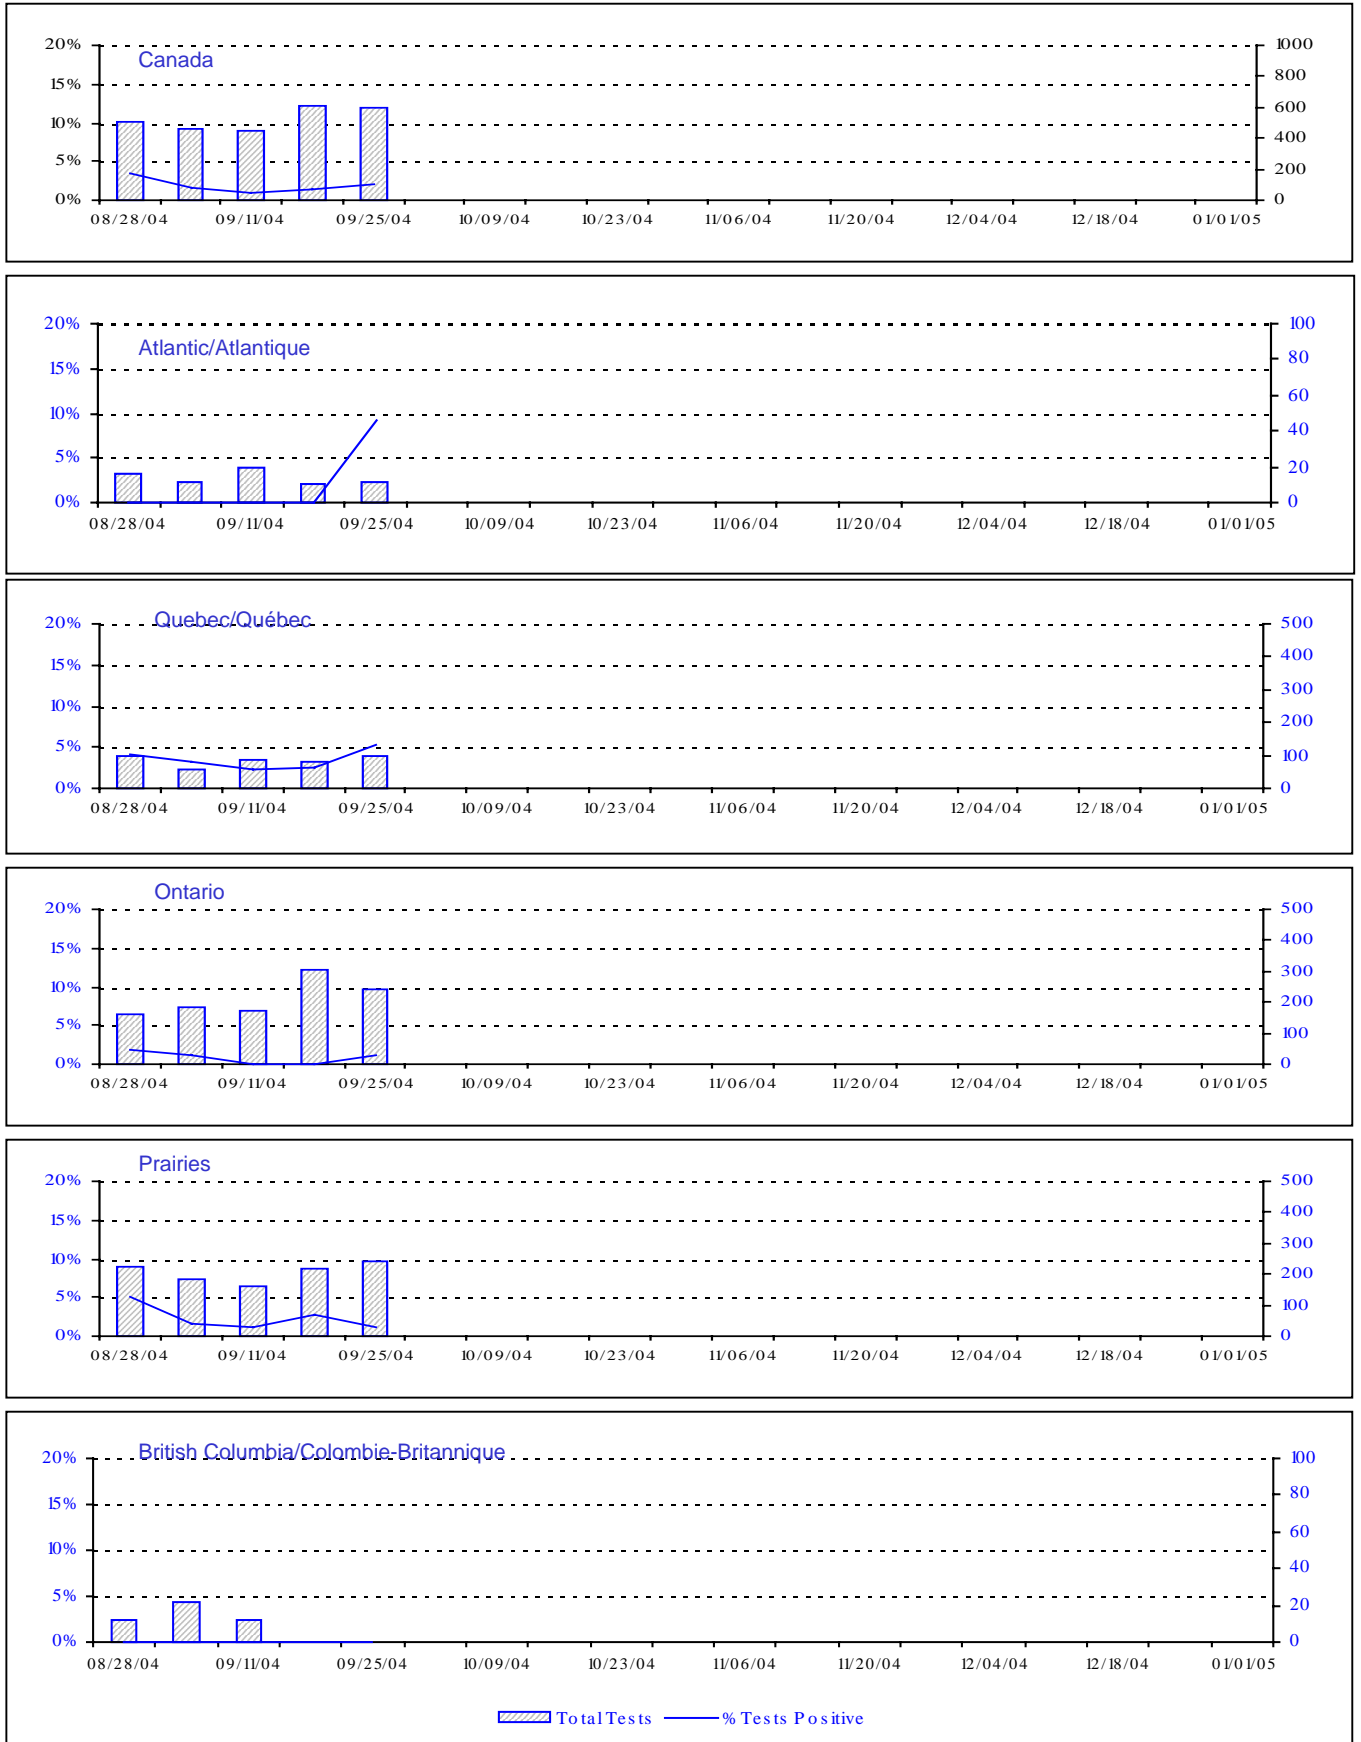 Canada
20% 1000
15% 800
10% 600
5% 400
0% 200
0
08/28/04 09/11/04 09/25/04 10/09/04 10/23/04 11/06/04 11/20/04 12/04/04 12/18/04 01/01/05
Atlantic/Atlantique
20% 100
15% 80
10% 60
5% 40
0% 20
0
08/28/04 09/11/04 09/25/04 10/09/04 10/23/04 11/06/04 11/20/04 12/04/04 12/18/04 01/01/05
Quebec/Québec
20% 500
15% 400
10% 300
5% 200
0% 100
0
08/28/04 09/11/04 09/25/04 10/09/04 10/23/04 11/06/04 11/20/04 12/04/04 12/18/04 01/01/05
Ontario
20% 500
15% 400
10% 300
5% 200
0% 100
0
08/28/04 09/11/04 09/25/04 10/09/04 10/23/04 11/06/04 11/20/04 12/04/04 12/18/04 01/01/05
Prairies
20% 500
15% 400
10% 300
5% 200
0% 100
0
08/28/04 09/11/04 09/25/04 10/09/04 10/23/04 11/06/04 11/20/04 12/04/04 12/18/04 01/01/05
British Columbia/Colombie-Britannique
20% 100
15% 80
10% 60
5% 40
0% 20
0
08/28/04 09/11/04 09/25/04 10/09/04 10/23/04 11/06/04 11/20/04 12/04/04 12/18/04 01/01/05
Total Tests % Tests Positive